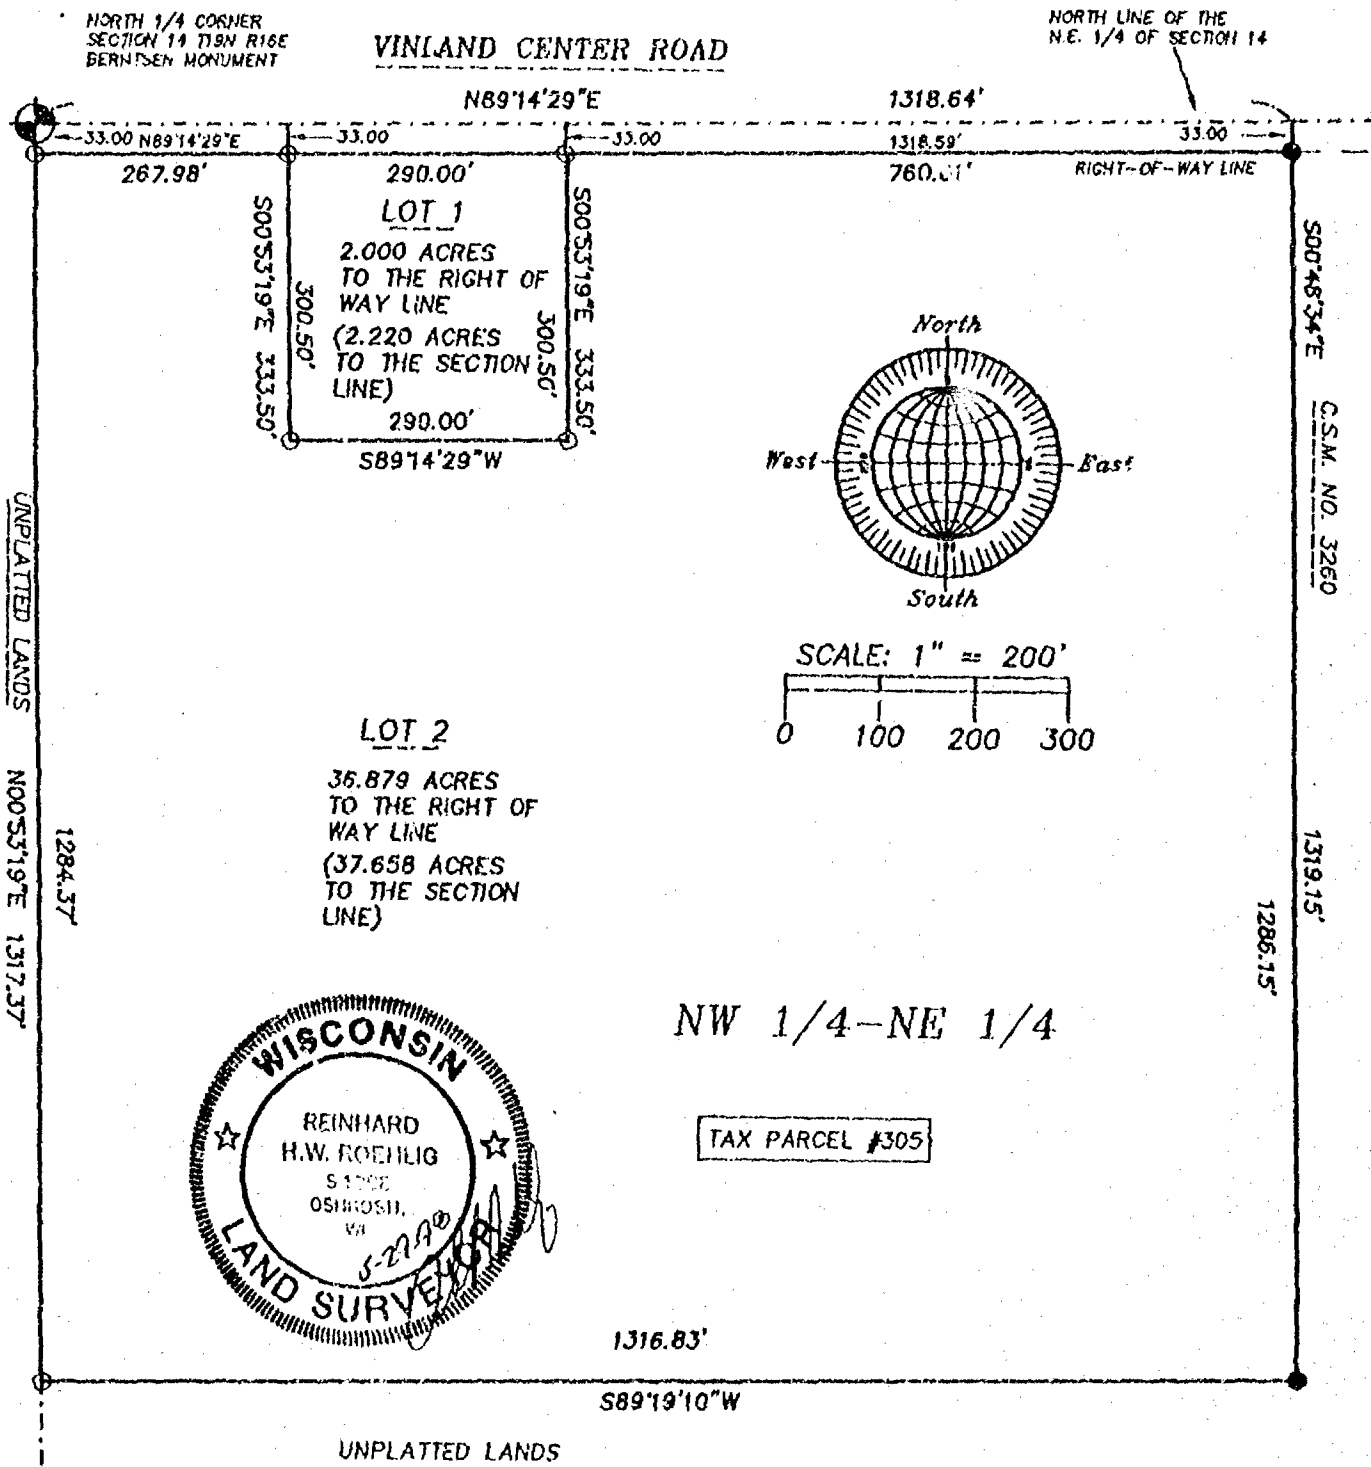 NORTH 1/4 CORNER
SECTION 14 T19N R16E
BERNTSEN MONUMENT
VINLAND CENTER ROAD
NORTH LINE OF THE
N.E. 1/4 OF SECTION 14
N89°14'29"E 1318.64'
33.00 N89°14'29"E 33.00 33.00 1318.59' 33.00
267.98' 290.00' 760.61' RIGHT-OF-WAY LINE
LOT 1
2.000 ACRES
TO THE RIGHT OF
WAY LINE
(2.220 ACRES
TO THE SECTION
LINE)
S00°53'19"E 333.50'
300.50'
300.50'
S00°53'19"E 333.50'
290.00'
S89°14'29"W
North
West East
South
SCALE: 1" = 200'
0 100 200 300
S00°48'34"E 1319.15'
C.S.M. NO. 3260
1286.15'
UNPLATTED LANDS
N00°53'19"E 1317.37'
1284.37'
LOT 2
36.879 ACRES
TO THE RIGHT OF
WAY LINE
(37.658 ACRES
TO THE SECTION
LINE)
NW 1/4-NE 1/4
TAX PARCEL #305
WISCONSIN
REINHARD
H.W. ROEHLIG
OSHKOSH,
WI
LAND SURVEYOR
1316.83'
S89°19'10"W
UNPLATTED LANDS